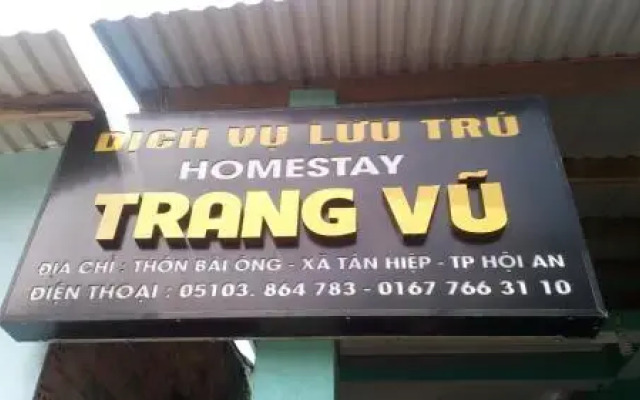 DỊCH VỤ LƯU TRÚ
HOMESTAY
TRANG VŨ
ĐỊA CHỈ : THÔN BÃI ÔNG - XÃ TÂN HIỆP - TP HỘI AN
ĐIỆN THOẠI : 05103. 864 783 - 0167 766 31 10